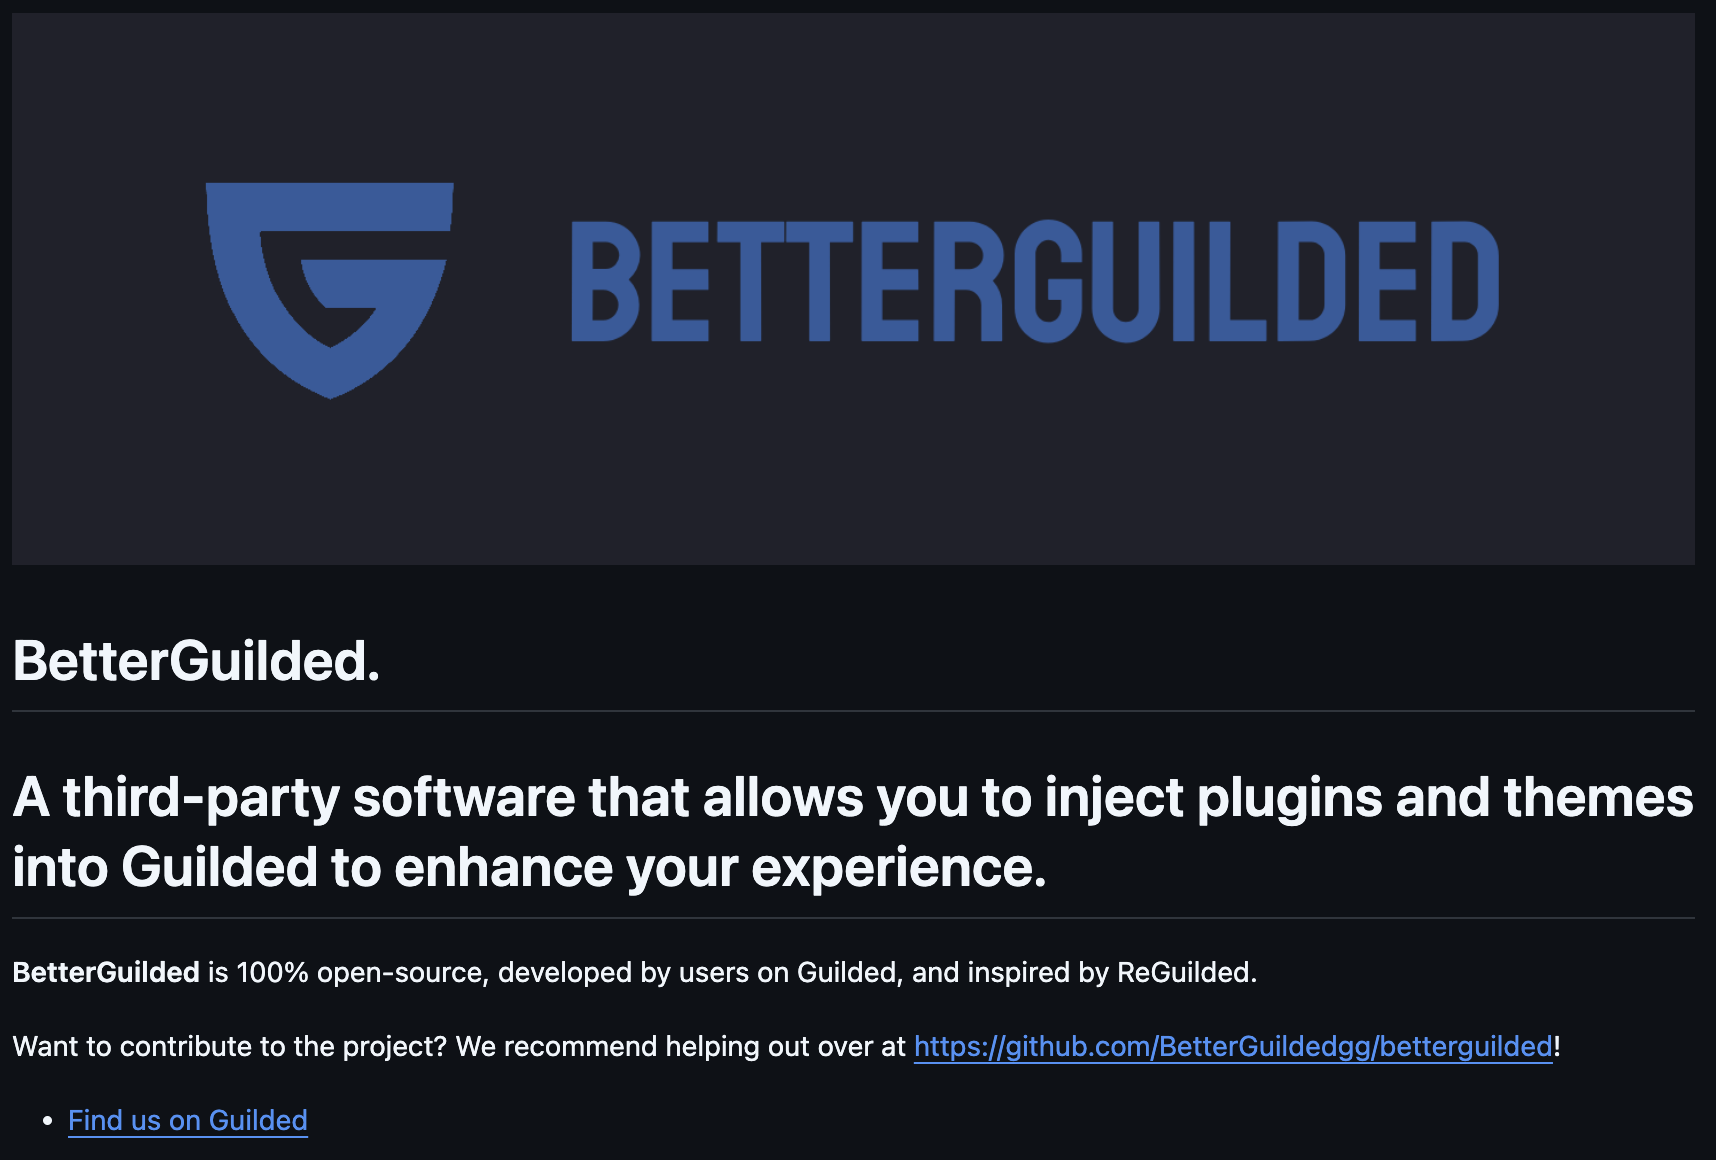 BETTERGUILDED
BetterGuilded.
A third-party software that allows you to inject plugins and themes
into Guilded to enhance your experience.
BetterGuilded is 100% open-source, developed by users on Guilded, and inspired by ReGuilded.
Want to contribute to the project? We recommend helping out over at https://github.com/BetterGuildedgg/betterguilded!
• Find us on Guilded